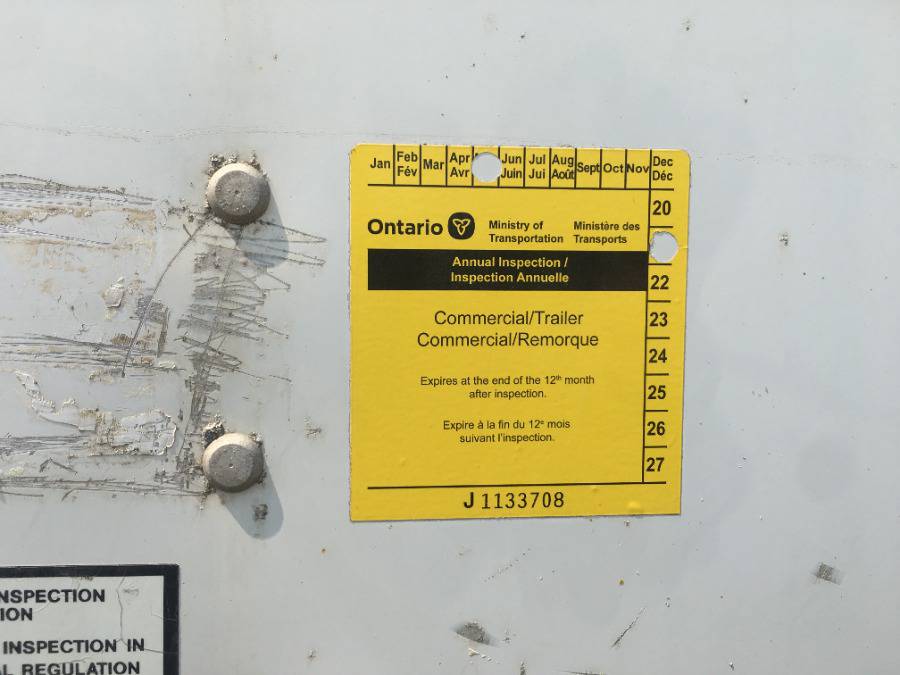 Jan Feb Mar Apr Jun Jul Aug Sept Oct Nov Dec
Fév Avr Juin Jui Août Déc
20
Ontario Ministry of Ministère des
Transportation Transports
Annual Inspection /
Inspection Annuelle
22
Commercial/Trailer
23
Commercial/Remorque
24
Expires at the end of the 12th month
after inspection.
25
Expire à la fin du 12e mois
suivant l'inspection.
26
27
J 1133708
NSPECTION
ION
INSPECTION IN
L REGULATION